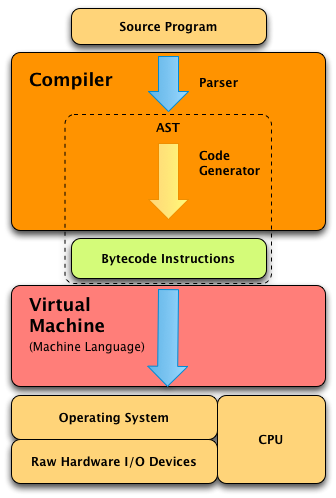 Source Program
Compiler
Parser
AST
Code
Generator
Bytecode Instructions
Virtual
Machine
(Machine Language)
Operating System
CPU
Raw Hardware I/O Devices